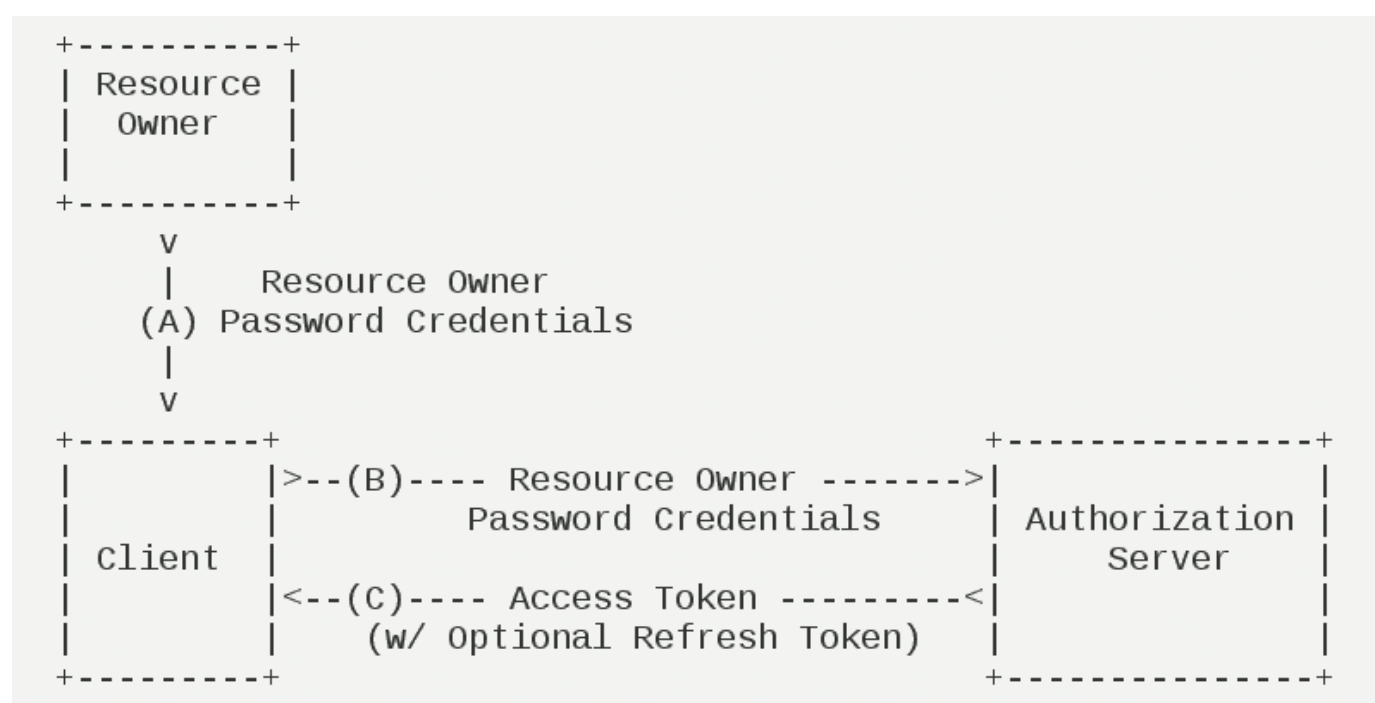 +----------+
| Resource |
|  Owner   |
|          |
+----------+
     v
     |    Resource Owner
    (A) Password Credentials
     |
     v
+---------+                                  +---------------+
|         |>--(B)---- Resource Owner ------->|               |
|         |         Password Credentials     | Authorization |
| Client  |                                  |     Server    |
|         |<--(C)---- Access Token ---------<|               |
|         |    (w/ Optional Refresh Token)   |               |
+---------+                                  +---------------+